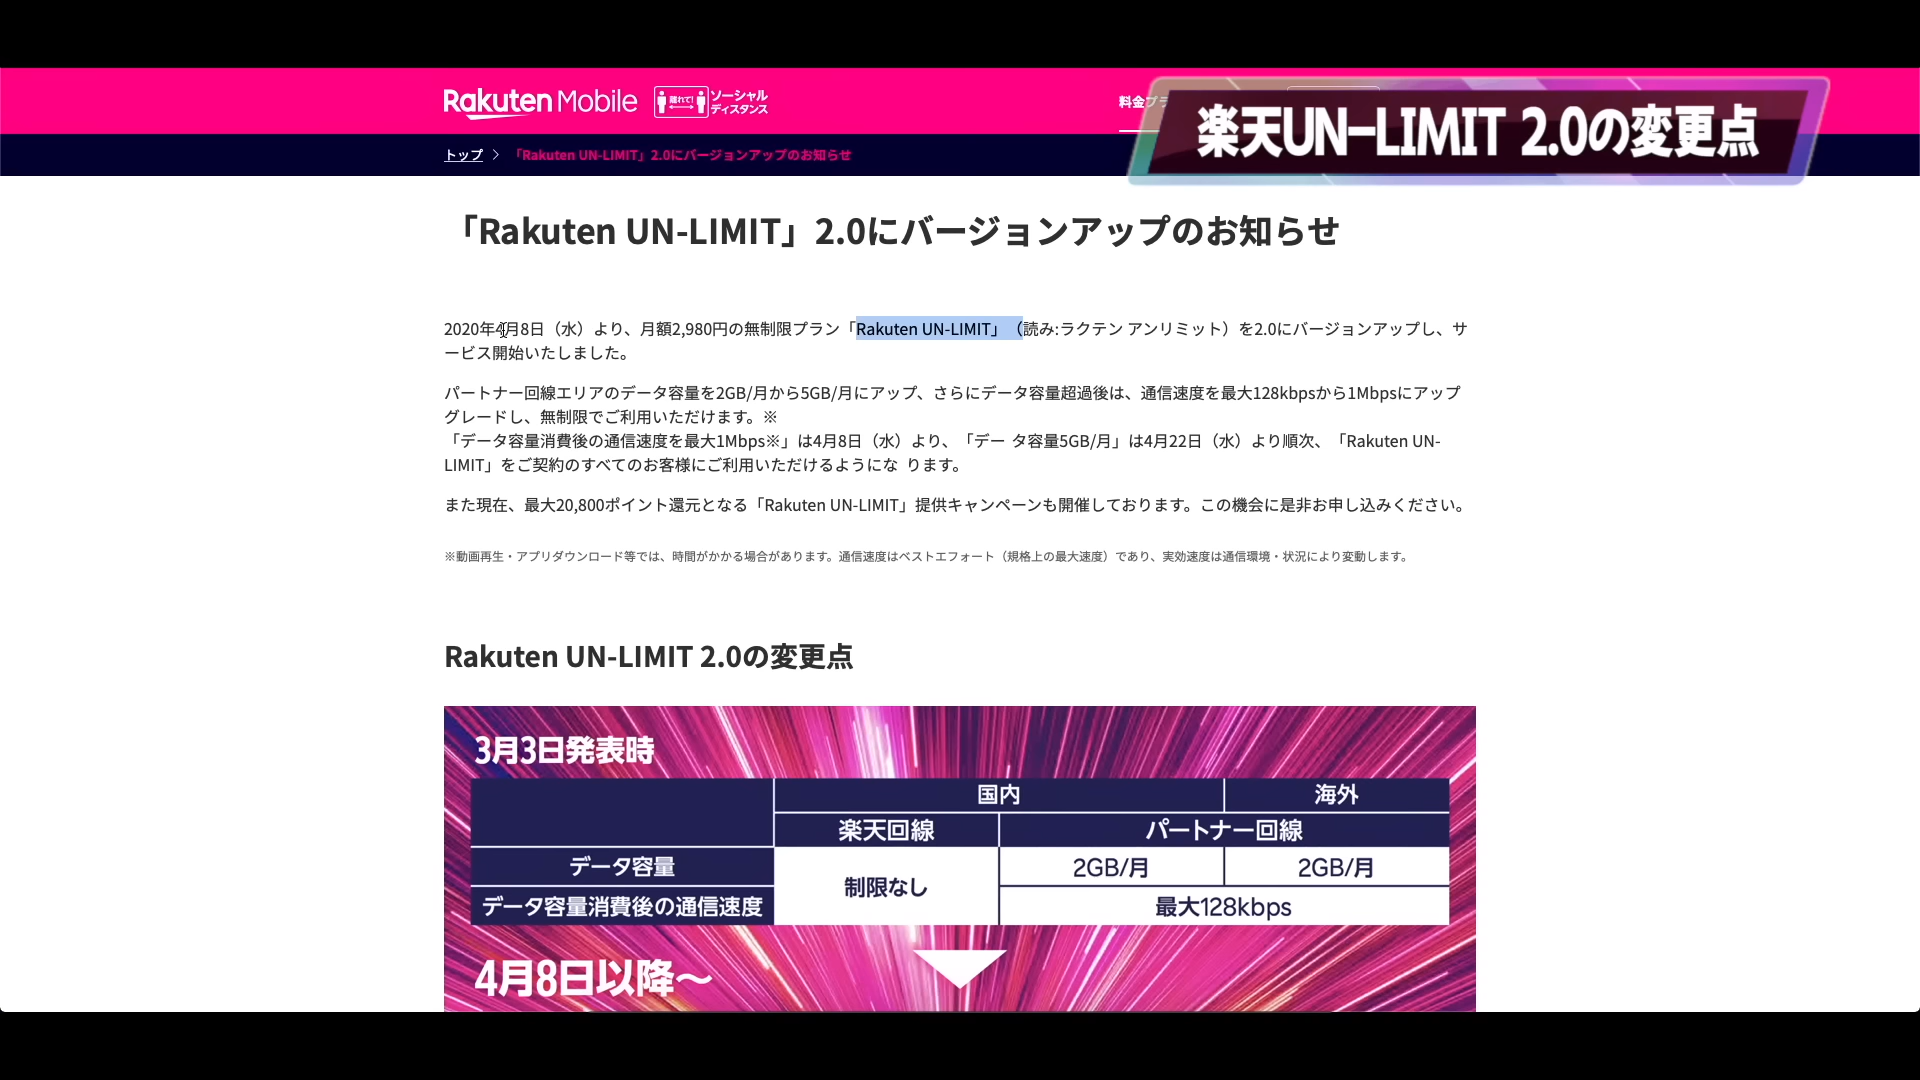 Rakuten Mobile
離れて!
ソーシャル
ディスタンス
料金プラ
楽天UN-LIMIT 2.0の変更点
トップ > 「Rakuten UN-LIMIT」2.0にバージョンアップのお知らせ
「Rakuten UN-LIMIT」2.0にバージョンアップのお知らせ
2020年4月8日（水）より、月額2,980円の無制限プラン「Rakuten UN-LIMIT」（読み:ラクテン アンリミット）を2.0にバージョンアップし、サ
ービス開始いたしました。
パートナー回線エリアのデータ容量を2GB/月から5GB/月にアップ、さらにデータ容量超過後は、通信速度を最大128kbpsから1Mbpsにアップ
グレードし、無制限でご利用いただけます。※
「データ容量消費後の通信速度を最大1Mbps※」は4月8日（水）より、「デー タ容量5GB/月」は4月22日（水）より順次、「Rakuten UN-
LIMIT」をご契約のすべてのお客様にご利用いただけるようにな ります。
また現在、最大20,800ポイント還元となる「Rakuten UN-LIMIT」提供キャンペーンも開催しております。この機会に是非お申し込みください。
※動画再生・アプリダウンロード等では、時間がかかる場合があります。通信速度はベストエフォート（規格上の最大速度）であり、実効速度は通信環境・状況により変動します。
Rakuten UN-LIMIT 2.0の変更点
3月3日発表時
国内 海外
楽天回線 パートナー回線
データ容量 制限なし 2GB/月 2GB/月
データ容量消費後の通信速度 最大128kbps
4月8日以降～